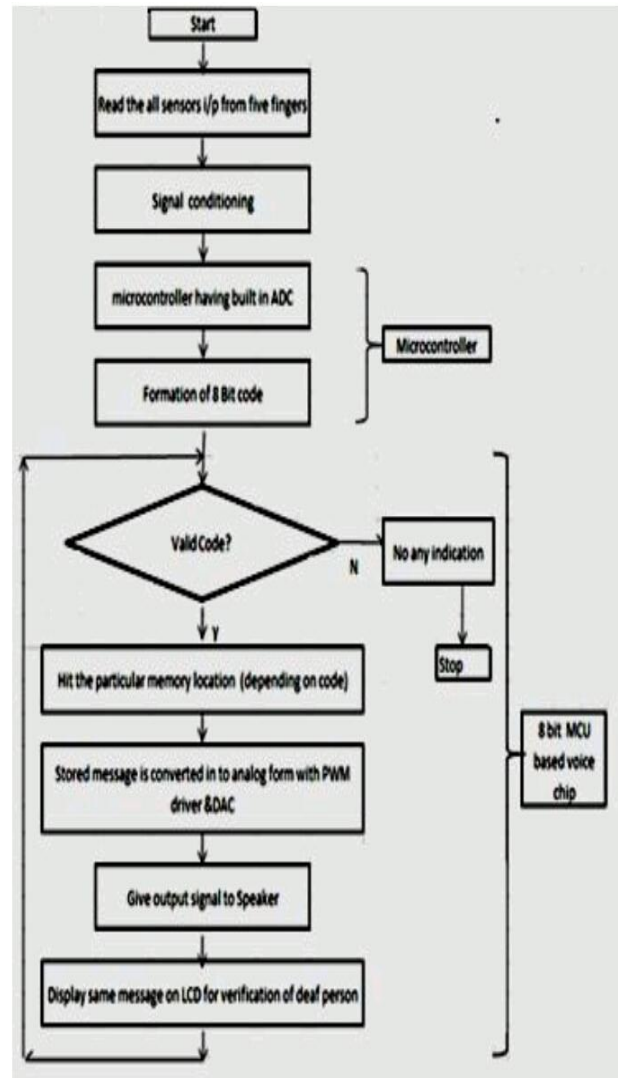 Start
Read the all sensors i/p from five fingers
Signal conditioning
microcontroller having built in ADC
Microcontroller
Formation of 8 Bit code
Valid Code?
N
No any indication
Y
Stop
Hit the particular memory location (depending on code)
8 bit MCU
based voice
chip
Stored message is converted in to analog form with PWM
driver &DAC
Give output signal to Speaker
Display same message on LCD for verification of deaf person